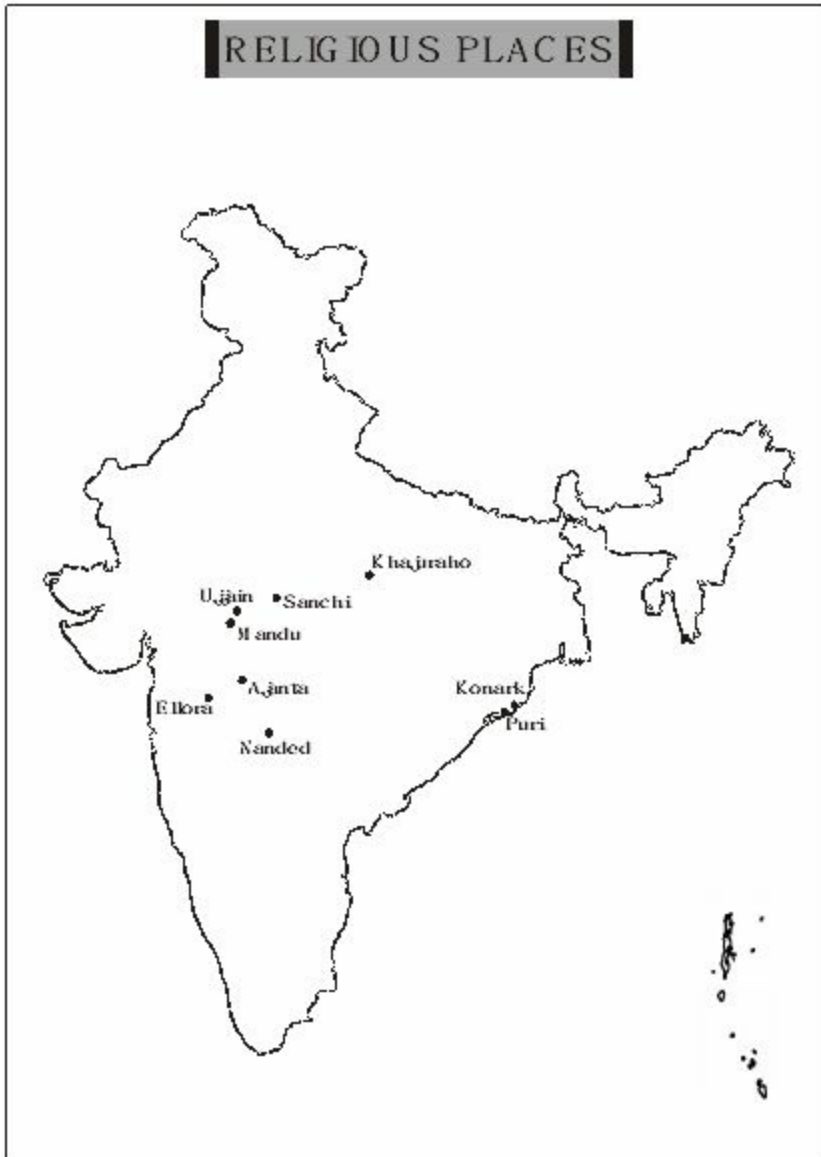 RELIGIOUS PLACES
Khajuraho
Ujjain
Sanchi
Mandu
Ajanta
Ellora
Konark
Puri
Nanded